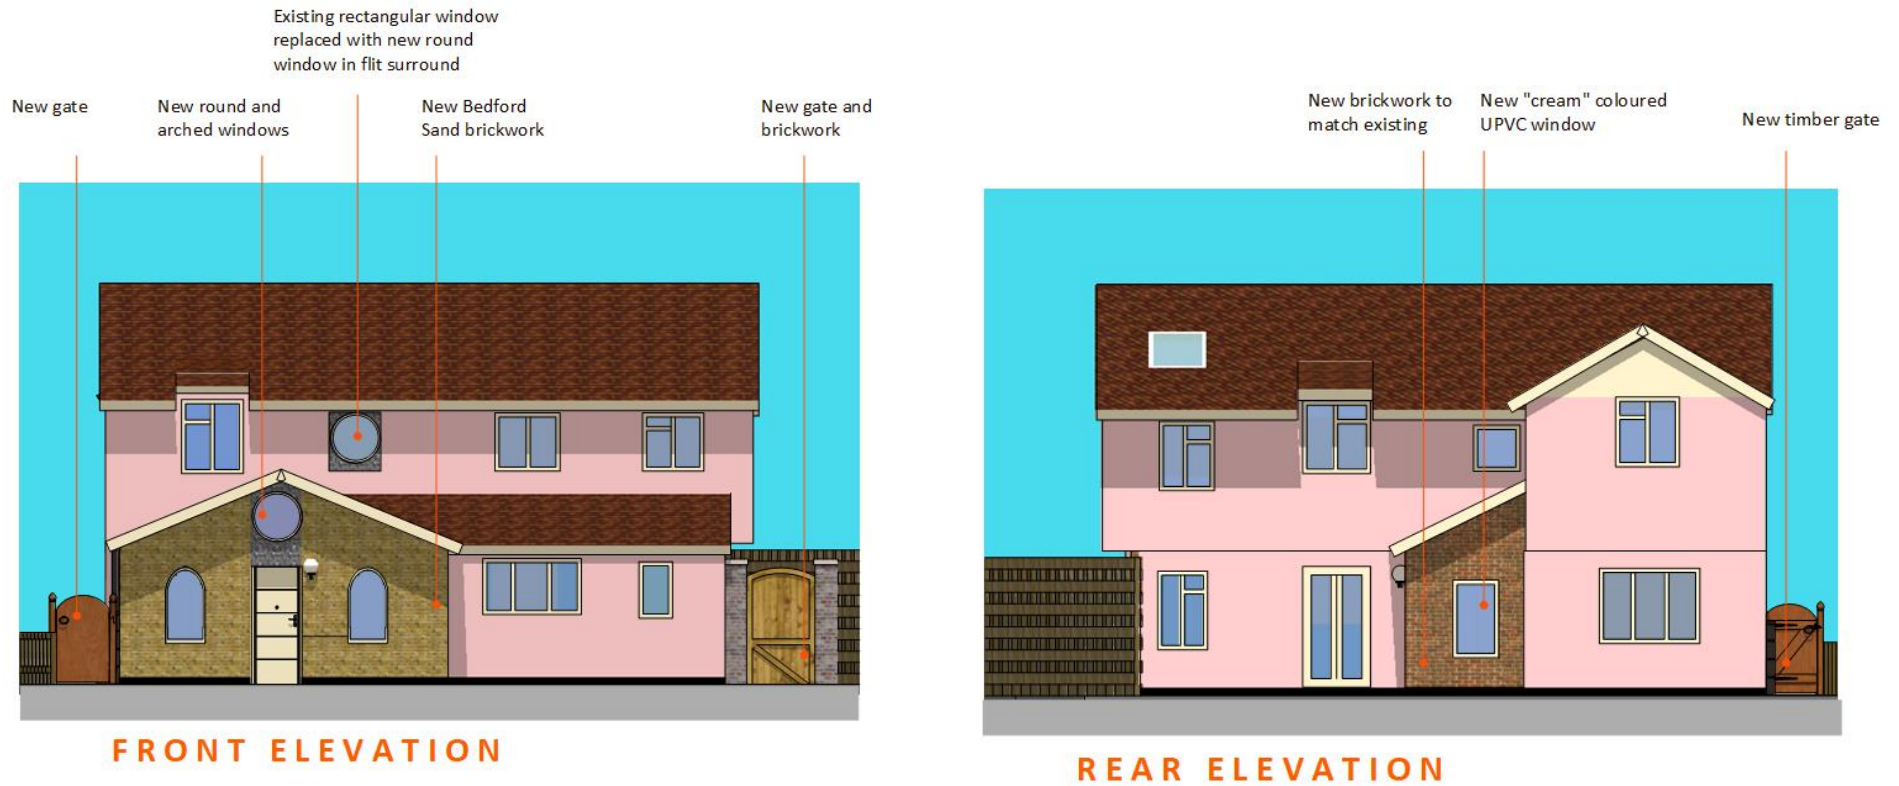 Existing rectangular window
replaced with new round
window in flit surround
New gate
New round and
arched windows
New Bedford
Sand brickwork
New gate and
brickwork
New brickwork to
match existing
New "cream" coloured
UPVC window
New timber gate
FRONT ELEVATION
REAR ELEVATION